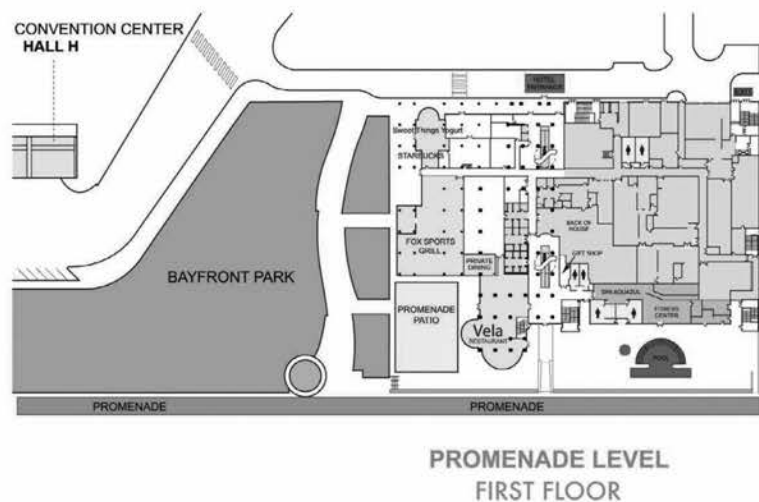 CONVENTION CENTER
HALL H
HOTEL
ENTRANCE
Sweet Things Yogurt
STARBUCKS
BACK OF
HOUSE
FOX SPORTS
GRILL
GIFT SHOP
PRIVATE
DINING
BAYFRONT PARK
SPA AQUAZUL
PROMENADE
PATIO
FITNESS
CENTER
Vela
RESTAURANT
POOL
PROMENADE
PROMENADE
PROMENADE LEVEL
FIRST FLOOR